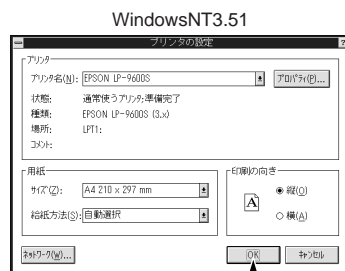 WindowsNT3.51
プリンタの設定 ?
プリンタ
プリンタ名(N): EPSON LP-9600S プロパティ(P)...
状態: 通常使うプリンタ;準備完了
種類: EPSON LP-9600S (3.x)
場所: LPT1:
コメント:
用紙
サイズ(Z): A4 210 x 297 mm
給紙方法(S): 自動選択
印刷の向き
A
縦(O)
横(A)
ネットワーク(W)...
OK
キャンセル